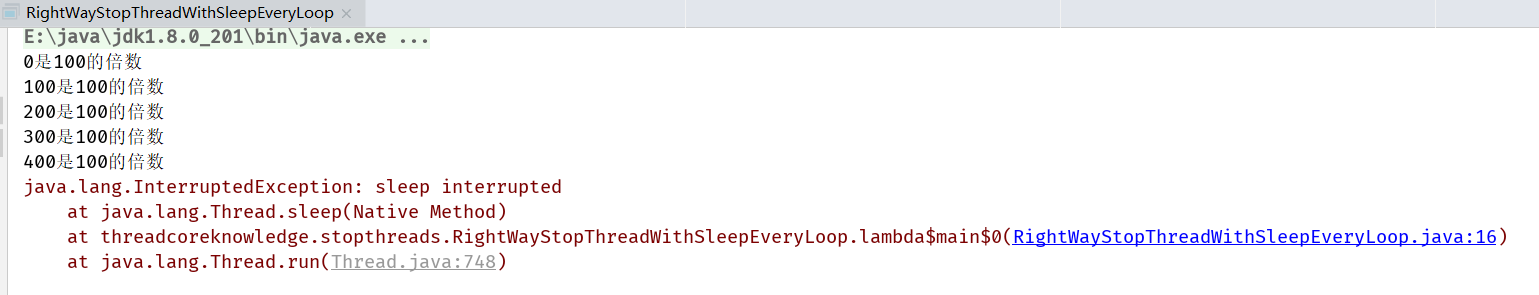 RightWayStopThreadWithSleepEveryLoop
E:\java\jdk1.8.0_201\bin\java.exe ...
0是100的倍数
100是100的倍数
200是100的倍数
300是100的倍数
400是100的倍数
java.lang.InterruptedException: sleep interrupted
    at java.lang.Thread.sleep(Native Method)
    at threadcoreknowledge.stopthreads.RightWayStopThreadWithSleepEveryLoop.lambda$main$0(RightWayStopThreadWithSleepEveryLoop.java:16)
    at java.lang.Thread.run(Thread.java:748)